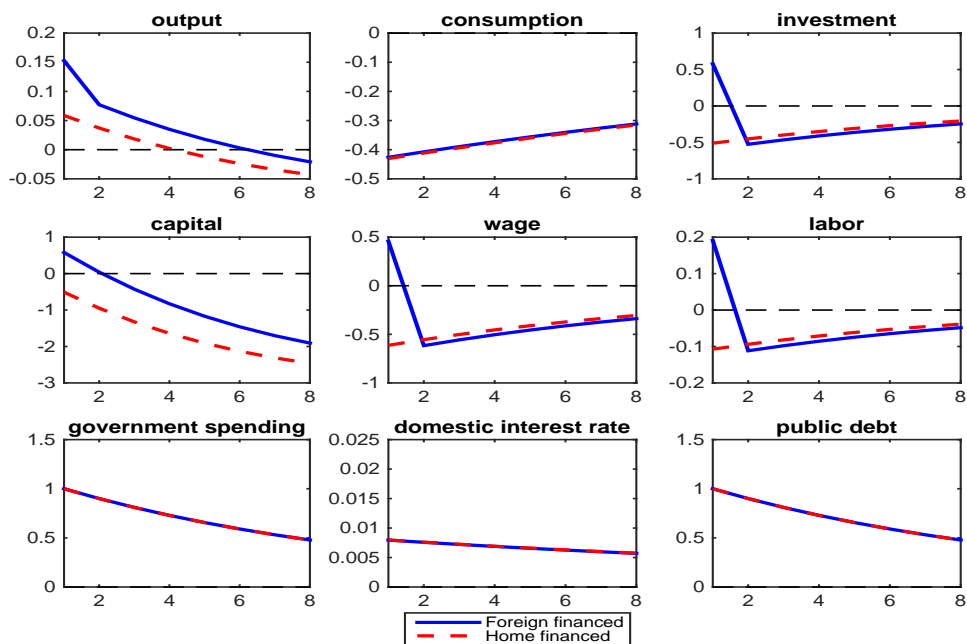 output consumption investment
0.2 0 1
0.15 -0.1 0.5
0.1 -0.2 0
0.05 -0.3 -0.5
0 -0.4 -1
-0.05 -0.5
2 4 6 8 2 4 6 8 2 4 6 8
capital wage labor
1 0.5 0.2
0 0 0.1
-1 -0.5 0
-2 -1 -0.1
-3 -0.2
2 4 6 8 2 4 6 8 2 4 6 8
government spending domestic interest rate public debt
1.5 0.025 1.5
1 0.02 1
0.5 0.015 0.5
0 0.01 0
0.005
0
2 4 6 8 2 4 6 8 2 4 6 8
Foreign financed
Home financed